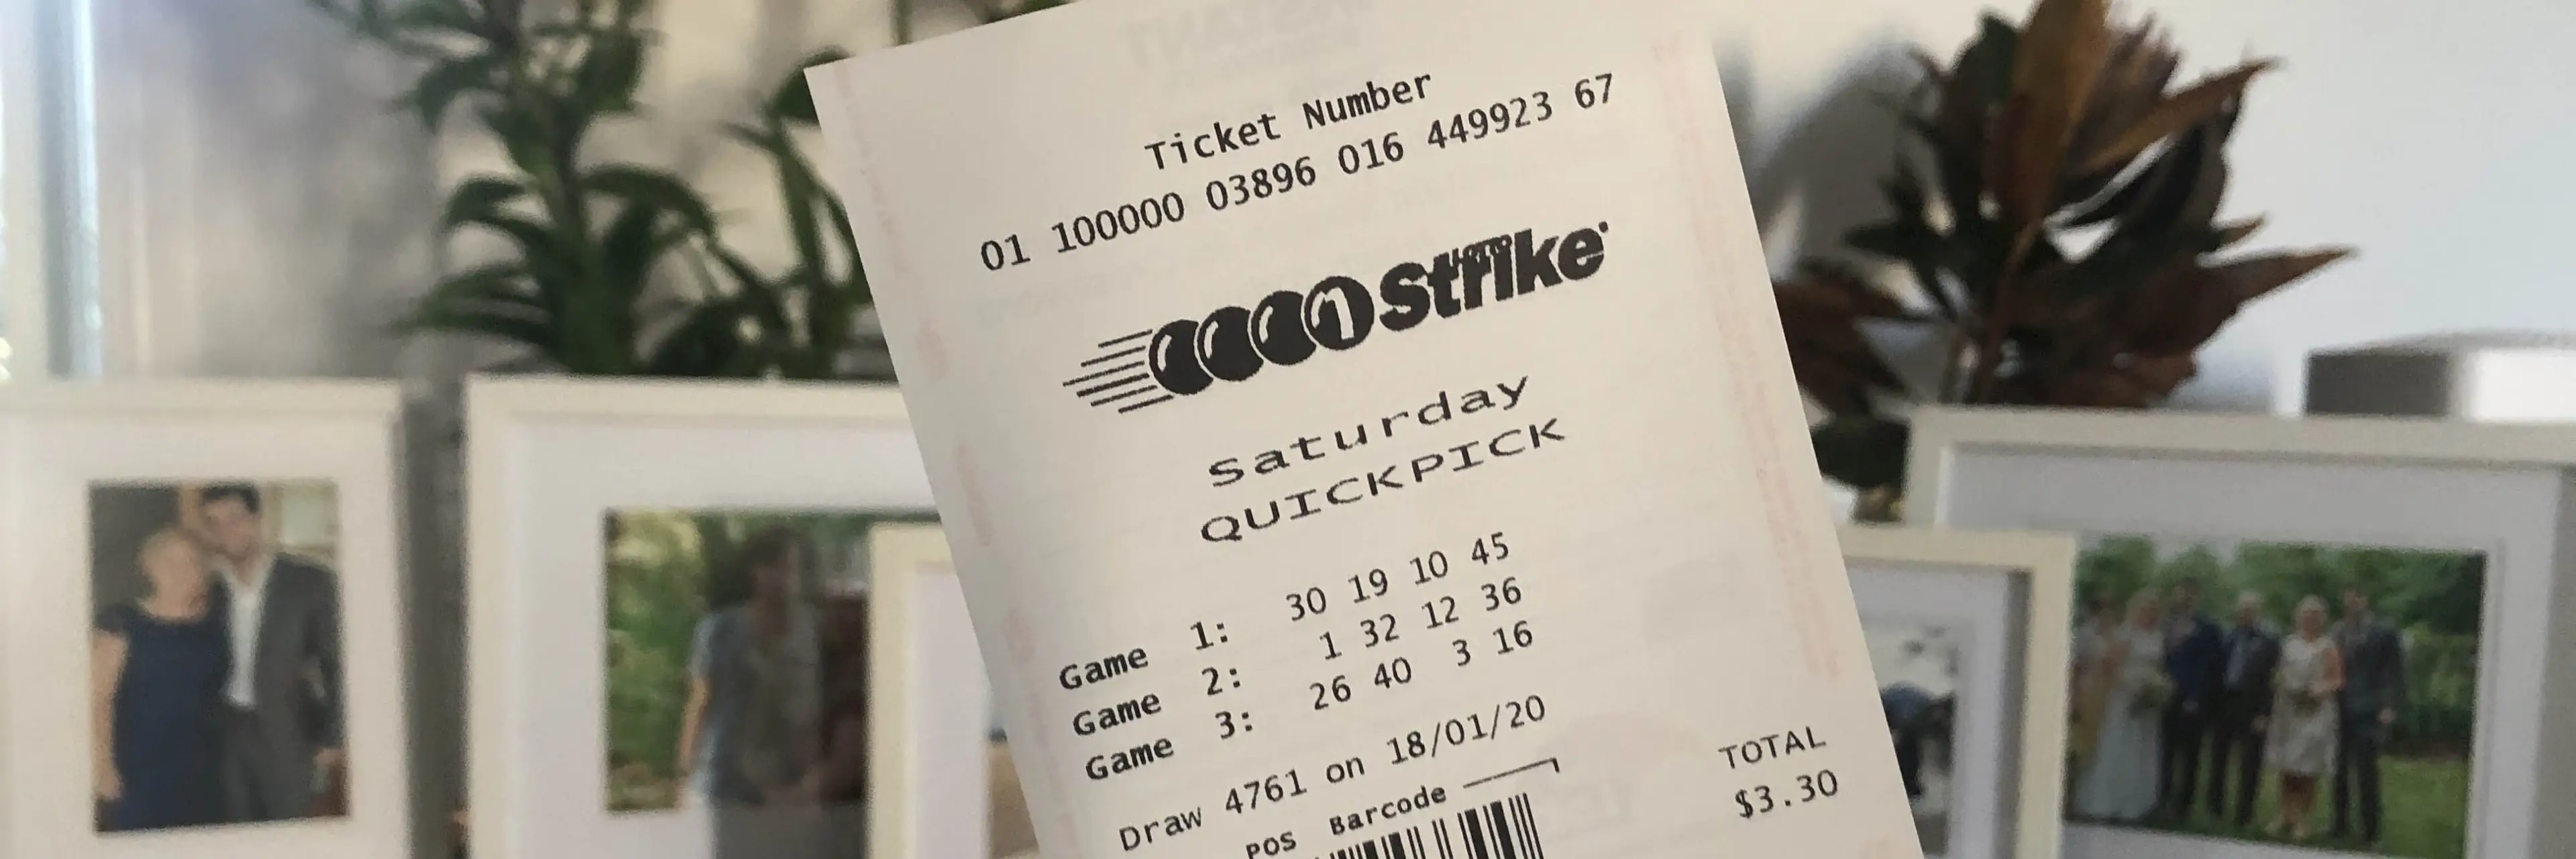 Ticket Number
01 100000 03896 016 449923 67
1 Lotto Strike
Saturday
QUICKPICK
Game 1: 30 19 10 45
Game 2: 1 32 12 36
Game 3: 26 40 3 16
Draw 4761 on 18/01/20
TOTAL
$3.30
POS Barcode